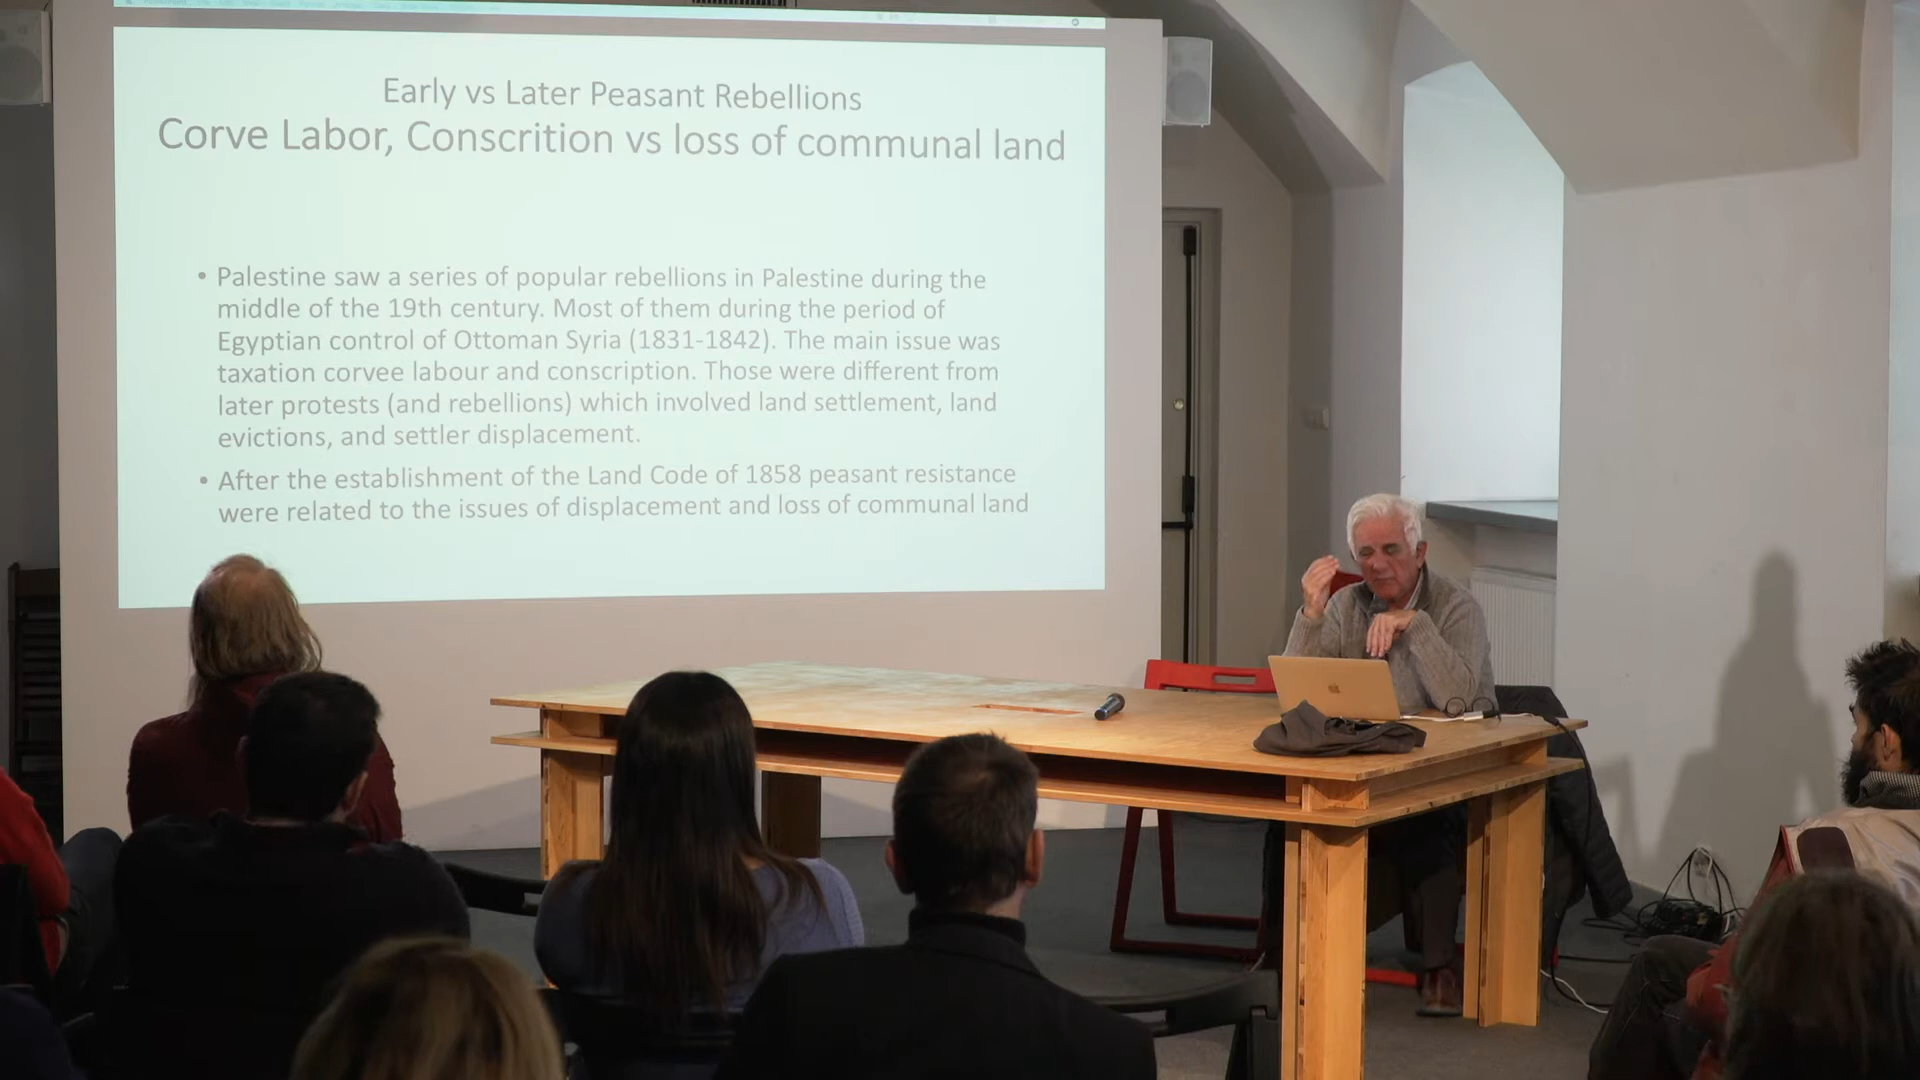 Early vs Later Peasant Rebellions
Corve Labor, Conscrition vs loss of communal land
• Palestine saw a series of popular rebellions in Palestine during the
middle of the 19th century. Most of them during the period of
Egyptian control of Ottoman Syria (1831-1842). The main issue was
taxation corvee labour and conscription. Those were different from
later protests (and rebellions) which involved land settlement, land
evictions, and settler displacement.
• After the establishment of the Land Code of 1858 peasant resistance
were related to the issues of displacement and loss of communal land